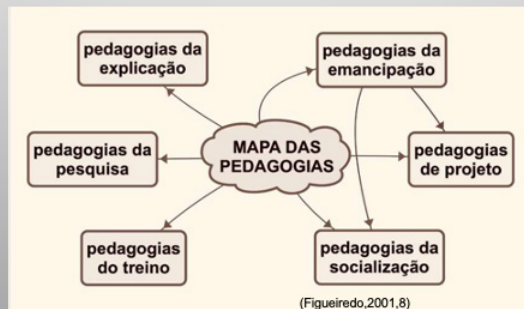 pedagogias da
explicação
pedagogias da
emancipação
MAPA DAS
PEDAGOGIAS
pedagogias da
pesquisa
pedagogias
de projeto
pedagogias
do treino
pedagogias da
socialização
(Figueiredo,2001,8)